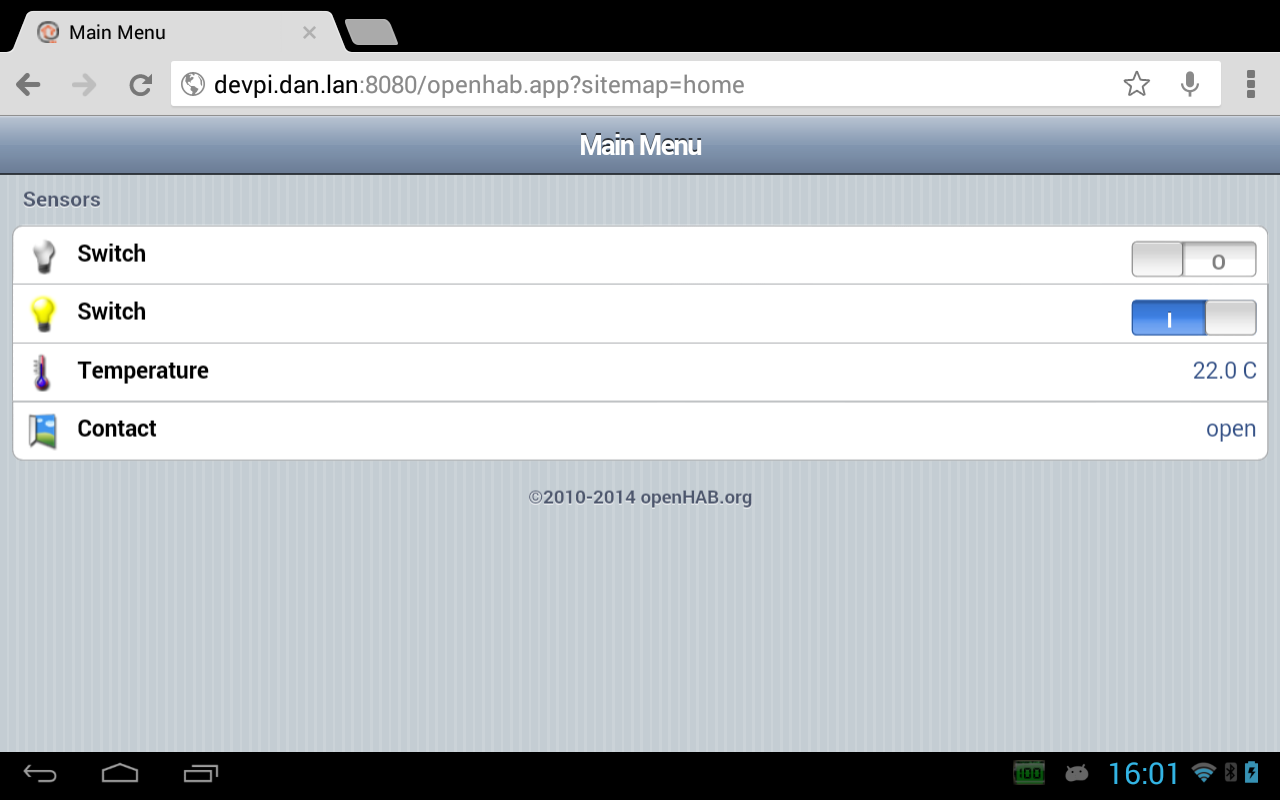 Main Menu
devpi.dan.lan:8080/openhab.app?sitemap=home
Main Menu
Sensors
Switch O
Switch I
Temperature 22.0 C
Contact open
©2010-2014 openHAB.org
100 16:01